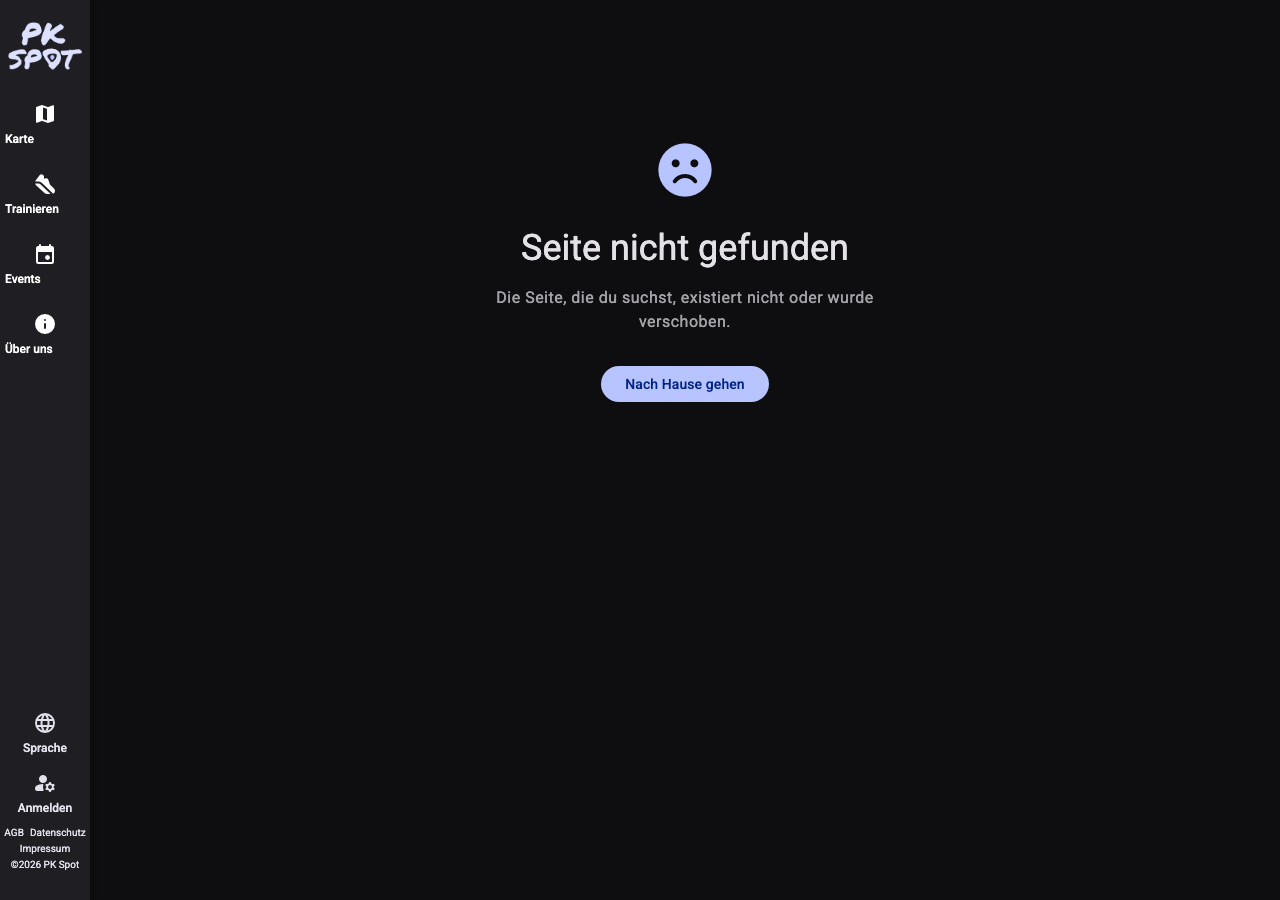 PK
SPOT
Karte
Trainieren
Events
Über uns
Seite nicht gefunden
Die Seite, die du suchst, existiert nicht oder wurde
verschoben.
Nach Hause gehen
Sprache
Anmelden
AGB Datenschutz
Impressum
©2026 PK Spot